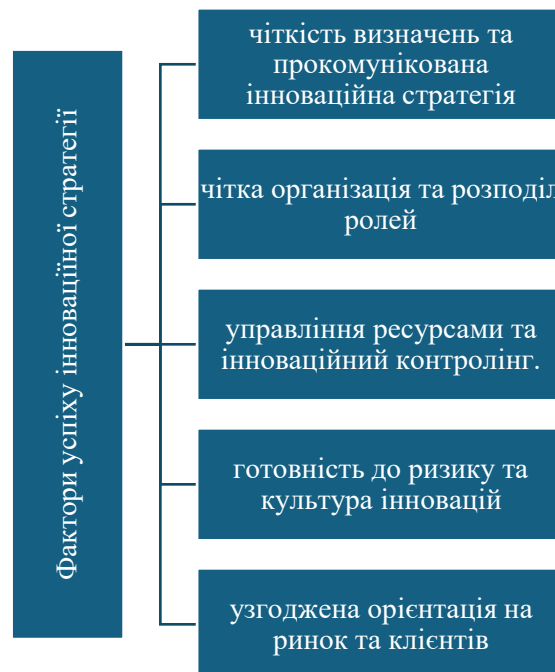 Фактори успіху інноваційної стратегії
чіткість визначень та
прокомунікована
інноваційна стратегія
чітка організація та розподіл
ролей
управління ресурсами та
інноваційний контролінг.
готовність до ризику та
культура інновацій
узгоджена орієнтація на
ринок та клієнтів